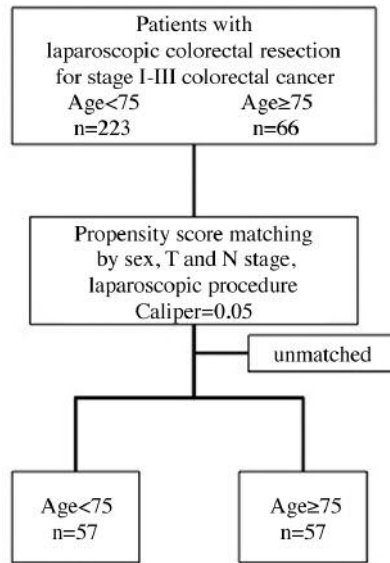 Patients with
laparoscopic colorectal resection
for stage I-III colorectal cancer
Age<75 Age≥75
n=223 n=66
Propensity score matching
by sex, T and N stage,
laparoscopic procedure
Caliper=0.05
unmatched
Age<75 Age≥75
n=57 n=57